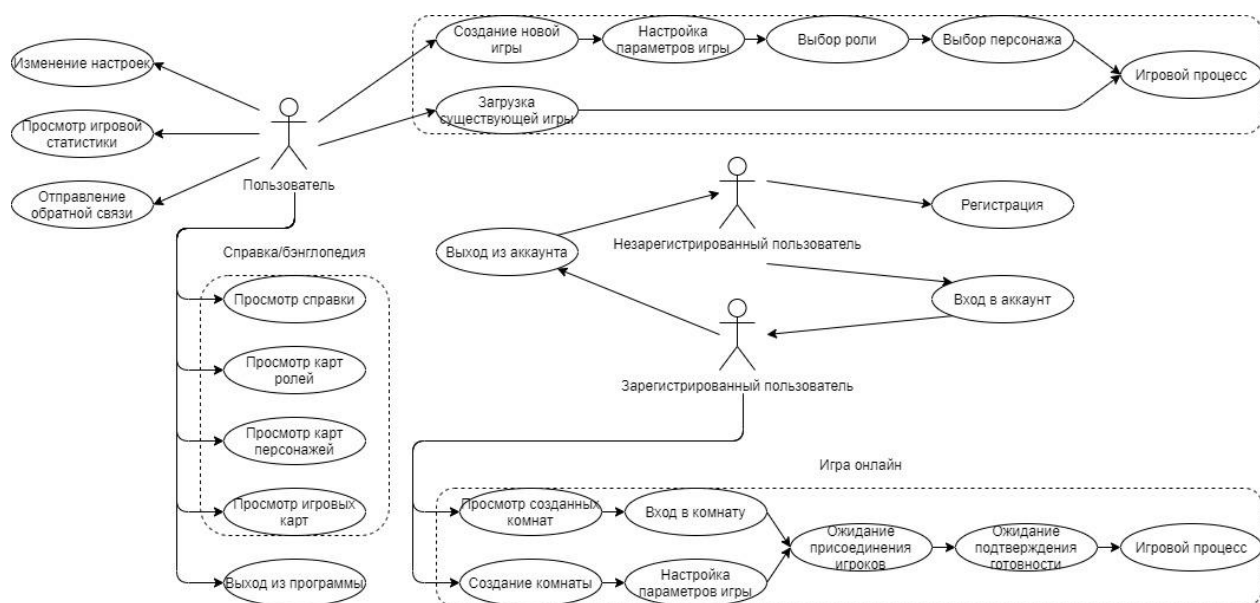 Создание новой
игры
Настройка
параметров игры
Выбор роли
Выбор персонажа
Игровой процесс
Загрузка
существующей игры
Изменение настроек
Просмотр игровой
статистики
Отправление
обратной связи
Пользователь
Незарегистрированный пользователь
Регистрация
Выход из аккаунта
Вход в аккаунт
Зарегистрированный пользователь
Справка/бэнглопедия
Просмотр справки
Просмотр карт
ролей
Просмотр карт
персонажей
Просмотр игровых
карт
Выход из программы
Игра онлайн
Просмотр созданных
комнат
Вход в комнату
Ожидание
присоединения
игроков
Ожидание
подтверждения
готовности
Игровой процесс
Создание комнаты
Настройка
параметров игры